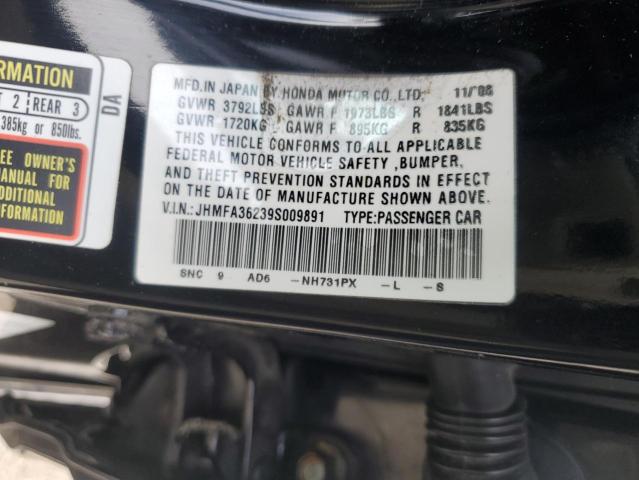 ORMATION
T 2 REAR 3
385kg or 850lbs.
EE OWNER'S
MANUAL FOR
ADDITIONAL
NFORMATION
DA
MFD.IN JAPAN BY HONDA MOTOR CO.,LTD. 11/'08
GVWR 3792LBS GAWR F 1973LBS R 1841LBS
GVWR 1720KG GAWR F 895KG R 835KG
THIS VEHICLE CONFORMS TO ALL APPLICABLE
FEDERAL MOTOR VEHICLE SAFETY ,BUMPER,
AND THEFT PREVENTION STANDARDS IN EFFECT
ON THE DATE OF MANUFACTURE SHOWN ABOVE.
V.I.N.: JHMFA36239S009891 TYPE:PASSENGER CAR
SNC 9 AD6 -NH731PX -L -S